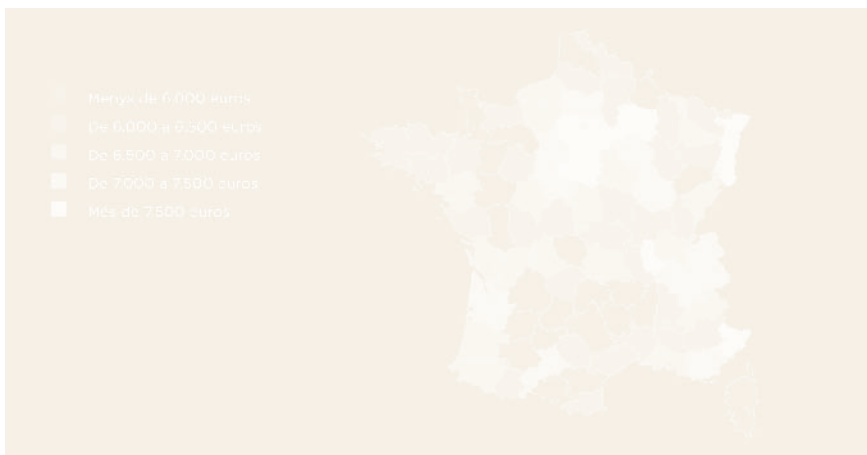 Menys de 6.000 euros
De 6.000 a 6.500 euros
De 6.500 a 7.000 euros
De 7.000 a 7.500 euros
Més de 7.500 euros